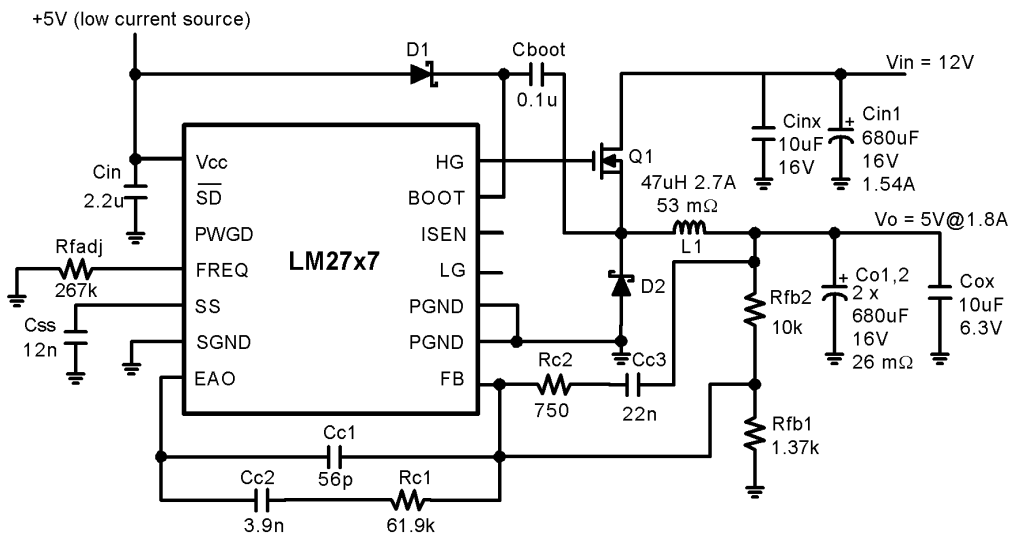 +5V (low current source)
D1
Cboot
0.1u
Vin = 12V
Cinx
10uF
16V
+
Cin1
680uF
16V
1.54A
Q1
Vcc
SD
PWGD
FREQ
SS
SGND
EAO
LM27x7
HG
BOOT
ISEN
LG
PGND
PGND
FB
Cin
2.2u
Rfadj
267k
Css
12n
47uH 2.7A
53 mΩ
L1
Vo = 5V@1.8A
D2
Rfb2
10k
+
Co1,2
2 x
680uF
16V
26 mΩ
Cox
10uF
6.3V
Rc2
750
Cc3
22n
Rfb1
1.37k
Cc1
56p
Cc2
3.9n
Rc1
61.9k